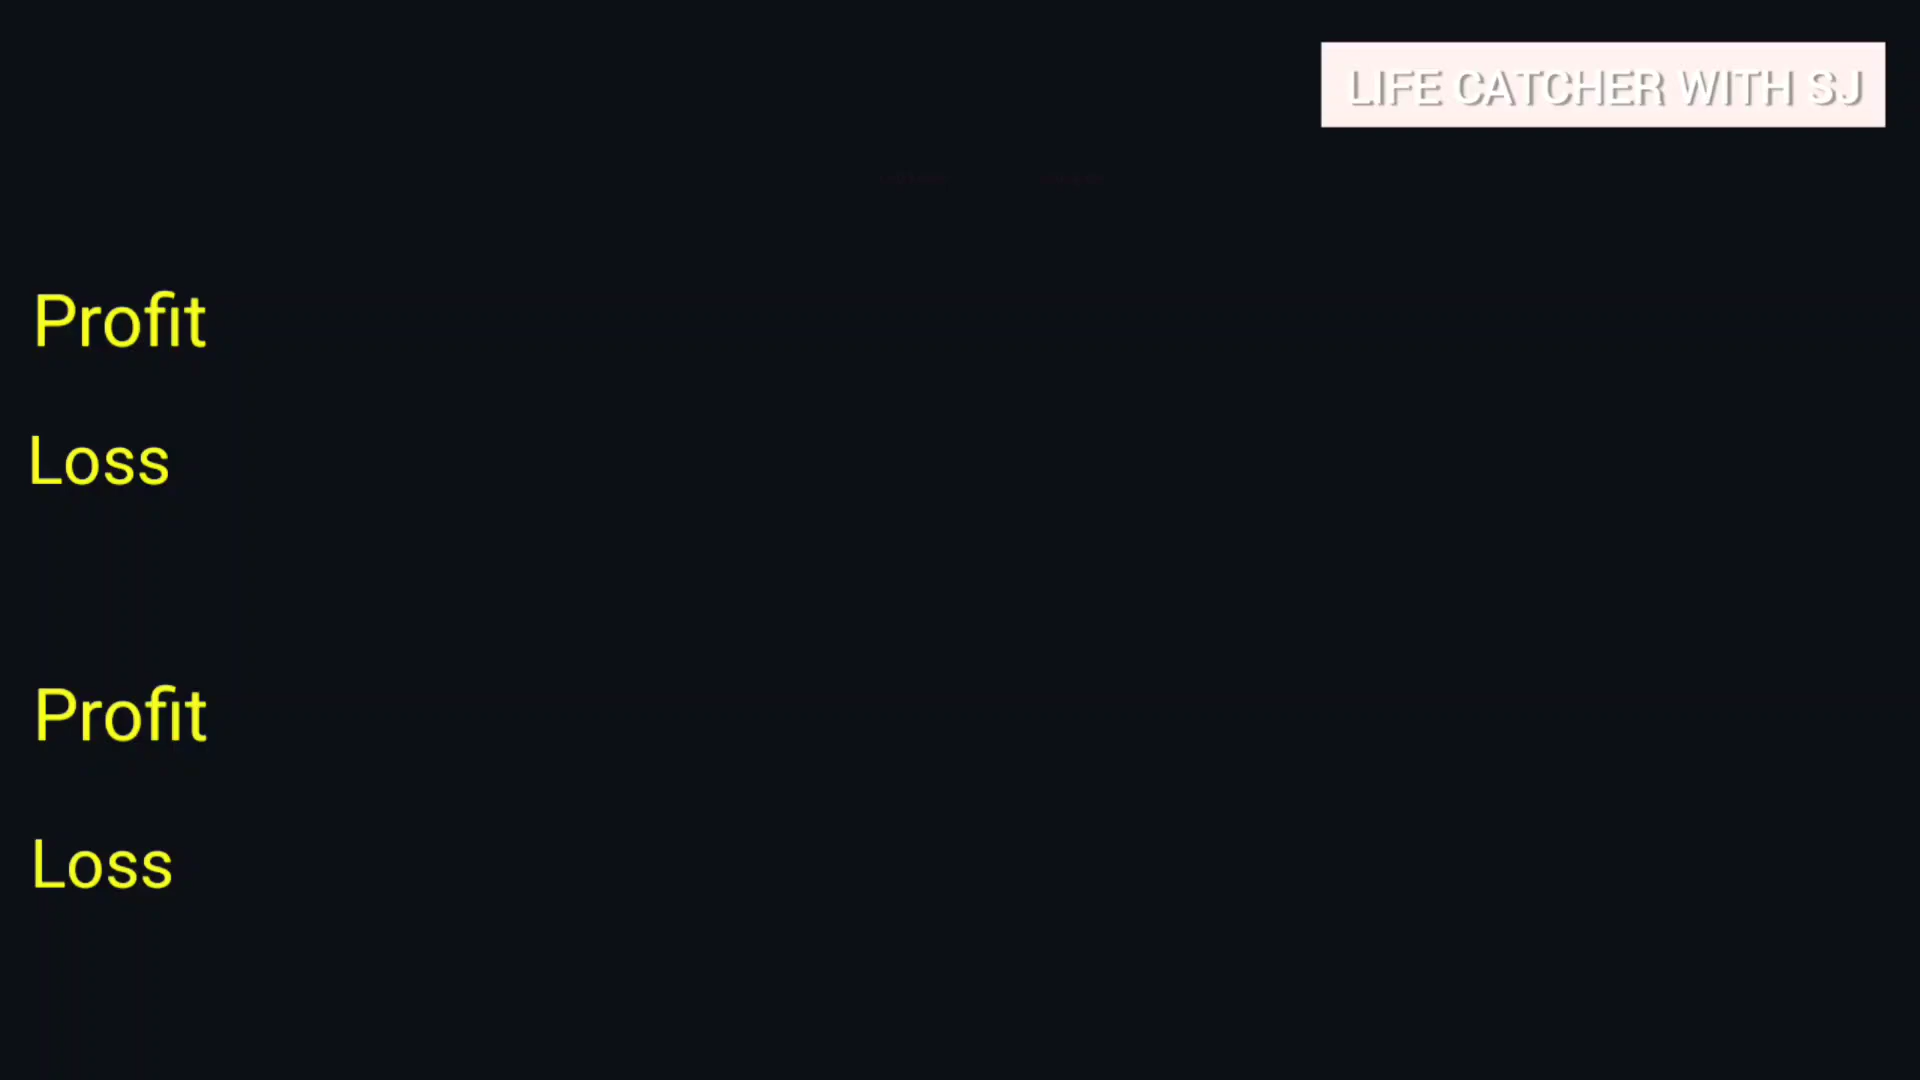 LIFE CATCHER WITH SJ
Profit
Loss
Profit
Loss